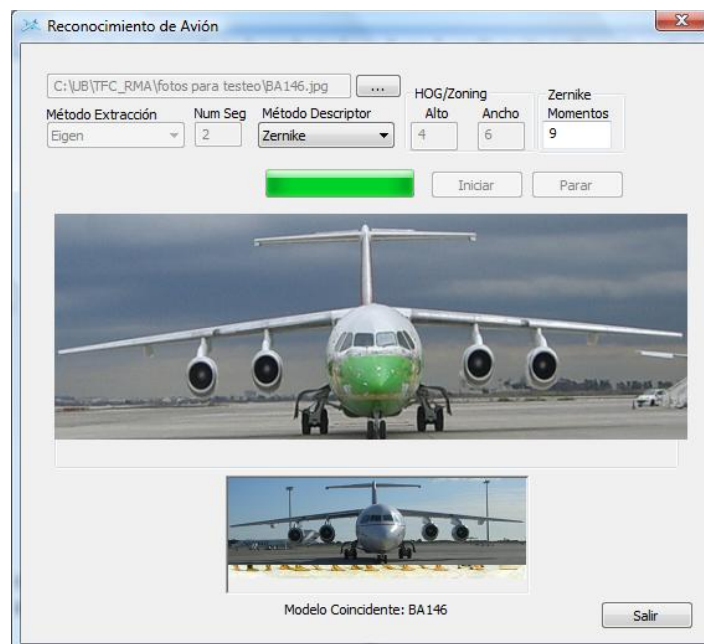 Reconocimiento de Avión
C:\UB\TFC_RMA\fotos para testeo\BA146.jpg
...
HOG/Zoning
Zernike
Método Extracción
Num Seg
Método Descriptor
Alto
Ancho
Momentos
Eigen
2
Zernike
4
6
9
Iniciar
Parar
Modelo Coincidente: BA146
Salir